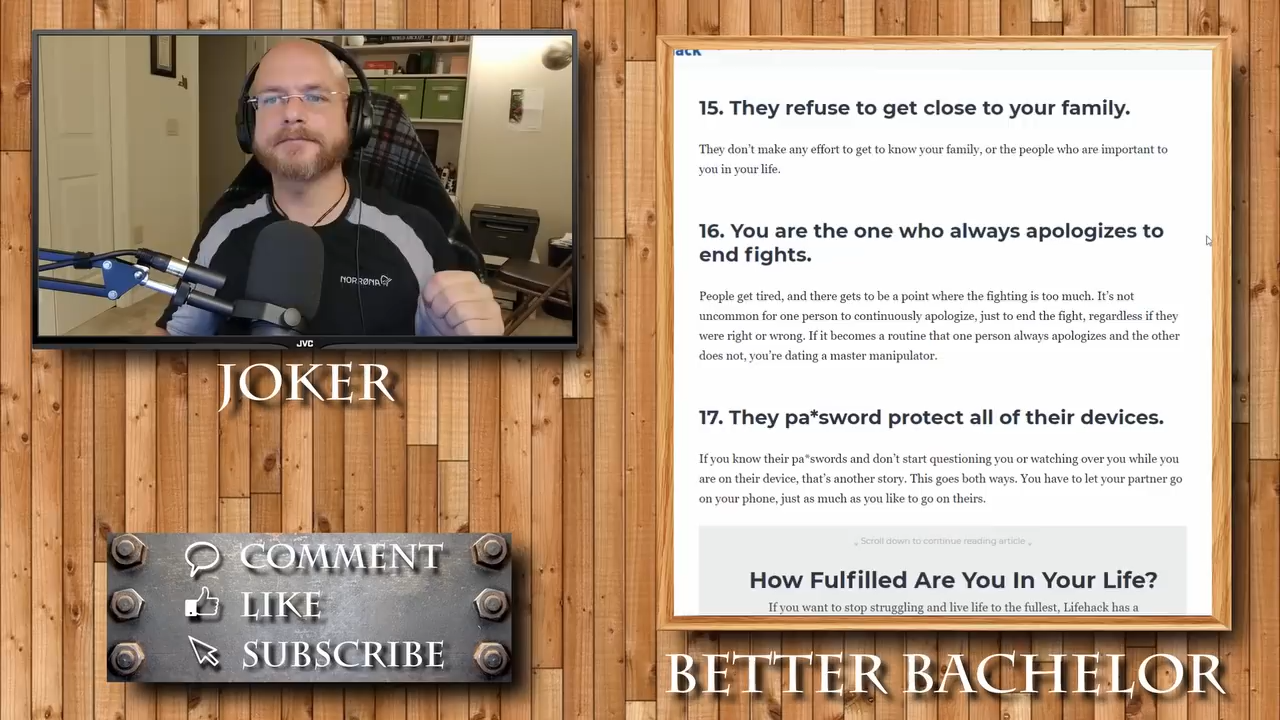 NORRØNA
JVC
JOKER
COMMENT
LIKE
SUBSCRIBE
ack
15. They refuse to get close to your family.
They don’t make any effort to get to know your family, or the people who are important to
you in your life.
16. You are the one who always apologizes to
end fights.
People get tired, and there gets to be a point where the fighting is too much. It’s not
uncommon for one person to continuously apologize, just to end the fight, regardless if they
were right or wrong. If it becomes a routine that one person always apologizes and the other
does not, you’re dating a master manipulator.
17. They pa*sword protect all of their devices.
If you know their pa*swords and don’t start questioning you or watching over you while you
are on their device, that’s another story. This goes both ways. You have to let your partner go
on your phone, just as much as you like to go on theirs.
Scroll down to continue reading article
How Fulfilled Are You In Your Life?
If you want to stop struggling and live life to the fullest, Lifehack has a
BETTER BACHELOR